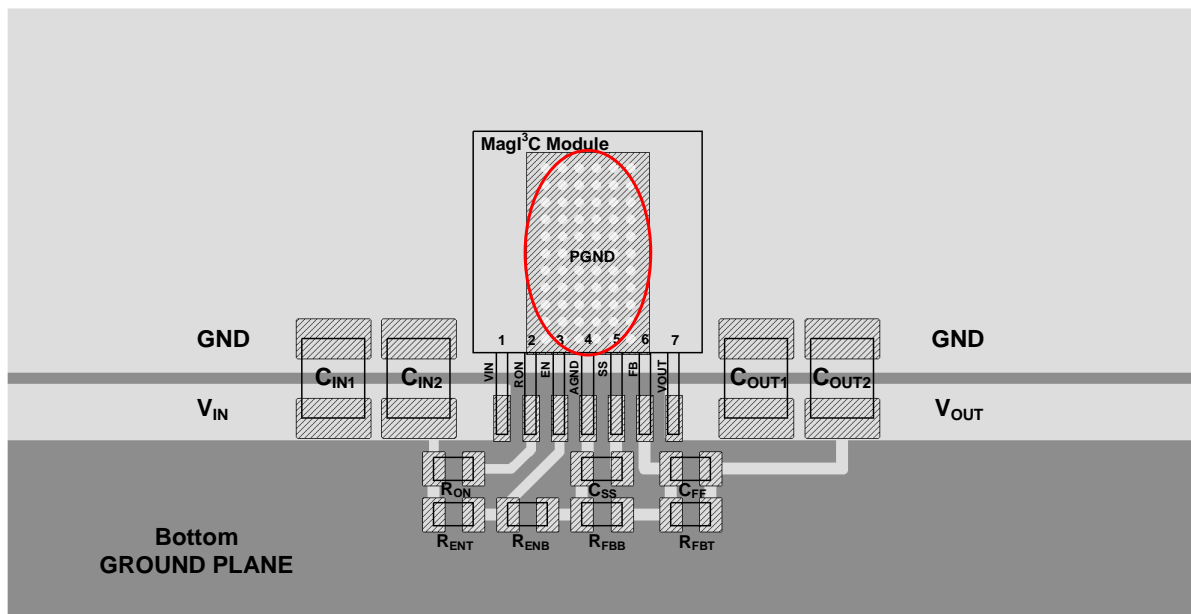 MagI³C Module
PGND
1 2 3 4 5 6 7
VIN
RON
EN
AGND
SS
FB
VOUT
GND
GND
CIN1
CIN2
COUT1
COUT2
VIN
VOUT
RON
CSS
CFF
RENT
RENB
RFBB
RFBT
Bottom
GROUND PLANE